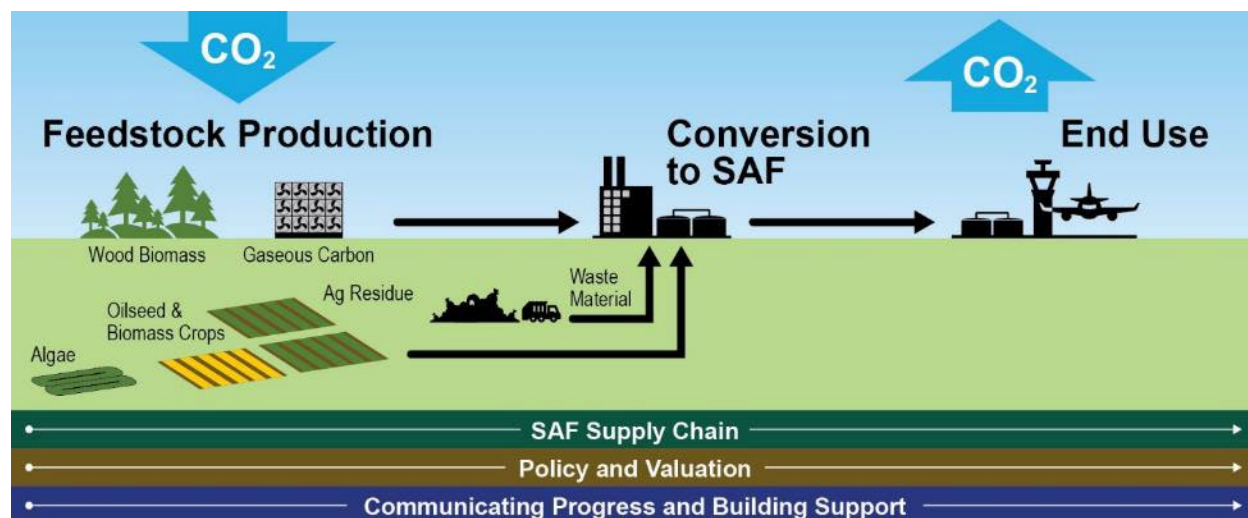 CO₂
CO₂
Feedstock Production
Conversion
to SAF
End Use
Wood Biomass
Gaseous Carbon
Waste
Material
Ag Residue
Oilseed &
Biomass Crops
Algae
SAF Supply Chain
Policy and Valuation
Communicating Progress and Building Support